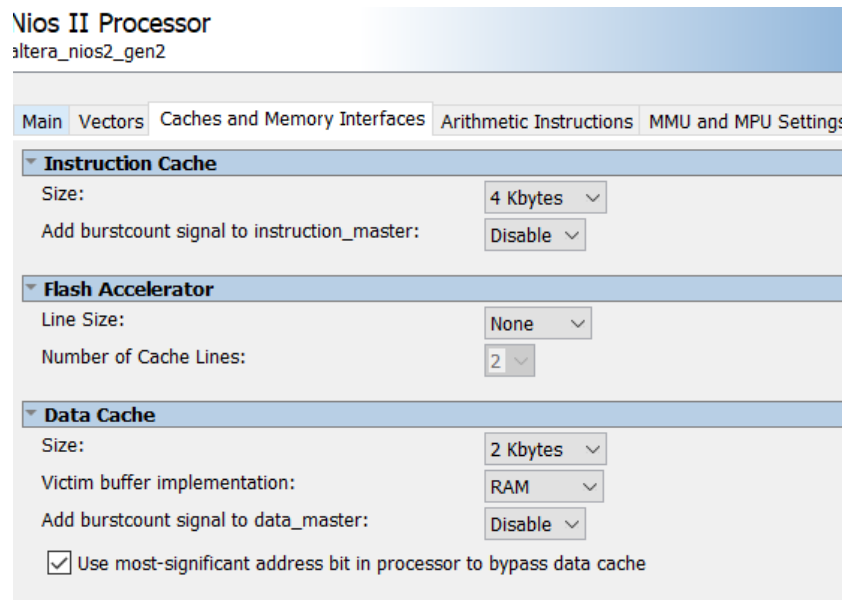 Nios II Processor
altera_nios2_gen2
Main Vectors Caches and Memory Interfaces Arithmetic Instructions MMU and MPU Settings
Instruction Cache
Size: 4 Kbytes
Add burstcount signal to instruction_master: Disable
Flash Accelerator
Line Size: None
Number of Cache Lines: 2
Data Cache
Size: 2 Kbytes
Victim buffer implementation: RAM
Add burstcount signal to data_master: Disable
Use most-significant address bit in processor to bypass data cache